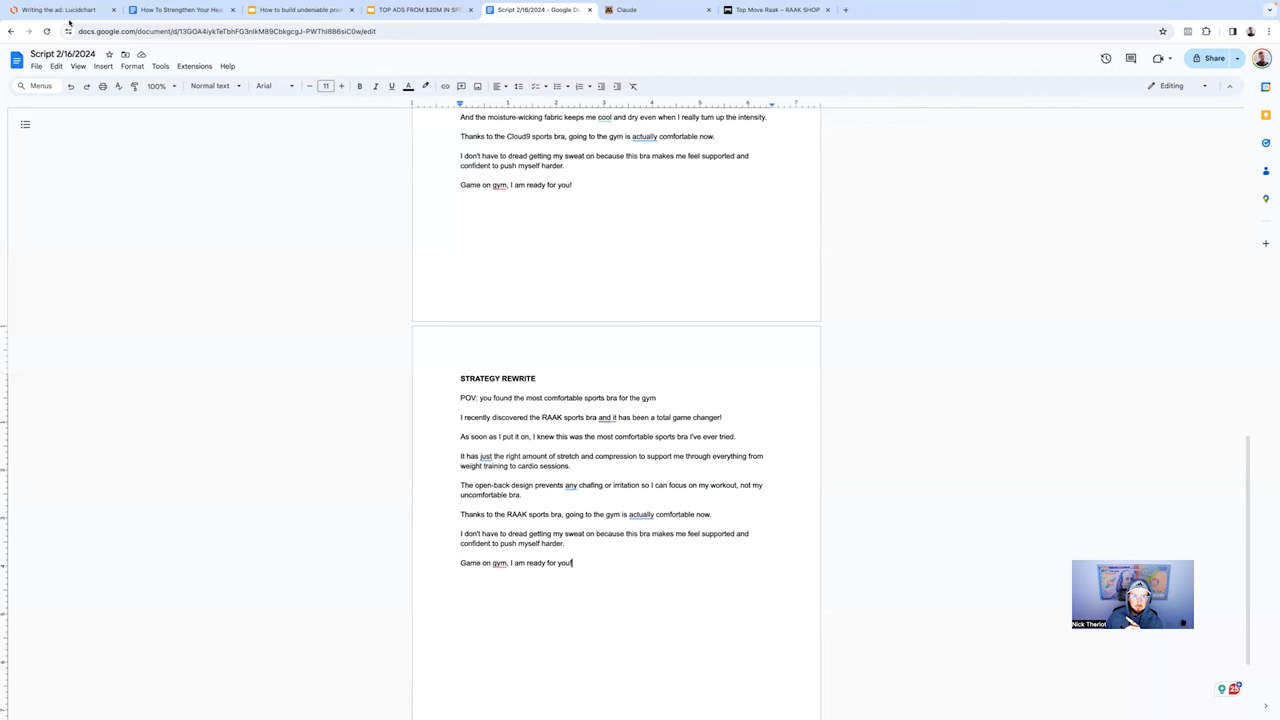 Writing the ad: Lucidchart
How To Strengthen Your Hea
How to build undeniable pro
TOP ADS FROM $20M IN SP
Script 2/16/2024 - Google Do
Claude
Top Move Raak – RAAK SHOP
docs.google.com/document/d/13GOA4iykTeTbhFG3nlkM89CbkgcgJ-PWThI886siC0w/edit
Script 2/16/2024
File Edit View Insert Format Tools Extensions Help
Share
Menus
100%
Normal text
Arial
11
Editing
1 1 2 3 4 5 6 7
And the moisture-wicking fabric keeps me cool and dry even when I really turn up the intensity.
Thanks to the Cloud9 sports bra, going to the gym is actually comfortable now.
I don't have to dread getting my sweat on because this bra makes me feel supported and
confident to push myself harder.
Game on gym, I am ready for you!
STRATEGY REWRITE
POV: you found the most comfortable sports bra for the gym
I recently discovered the RAAK sports bra and it has been a total game changer!
As soon as I put it on, I knew this was the most comfortable sports bra I've ever tried.
It has just the right amount of stretch and compression to support me through everything from
weight training to cardio sessions.
The open-back design prevents any chafing or irritation so I can focus on my workout, not my
uncomfortable bra.
Thanks to the RAAK sports bra, going to the gym is actually comfortable now.
I don't have to dread getting my sweat on because this bra makes me feel supported and
confident to push myself harder.
Game on gym, I am ready for you!
Nick Theriot